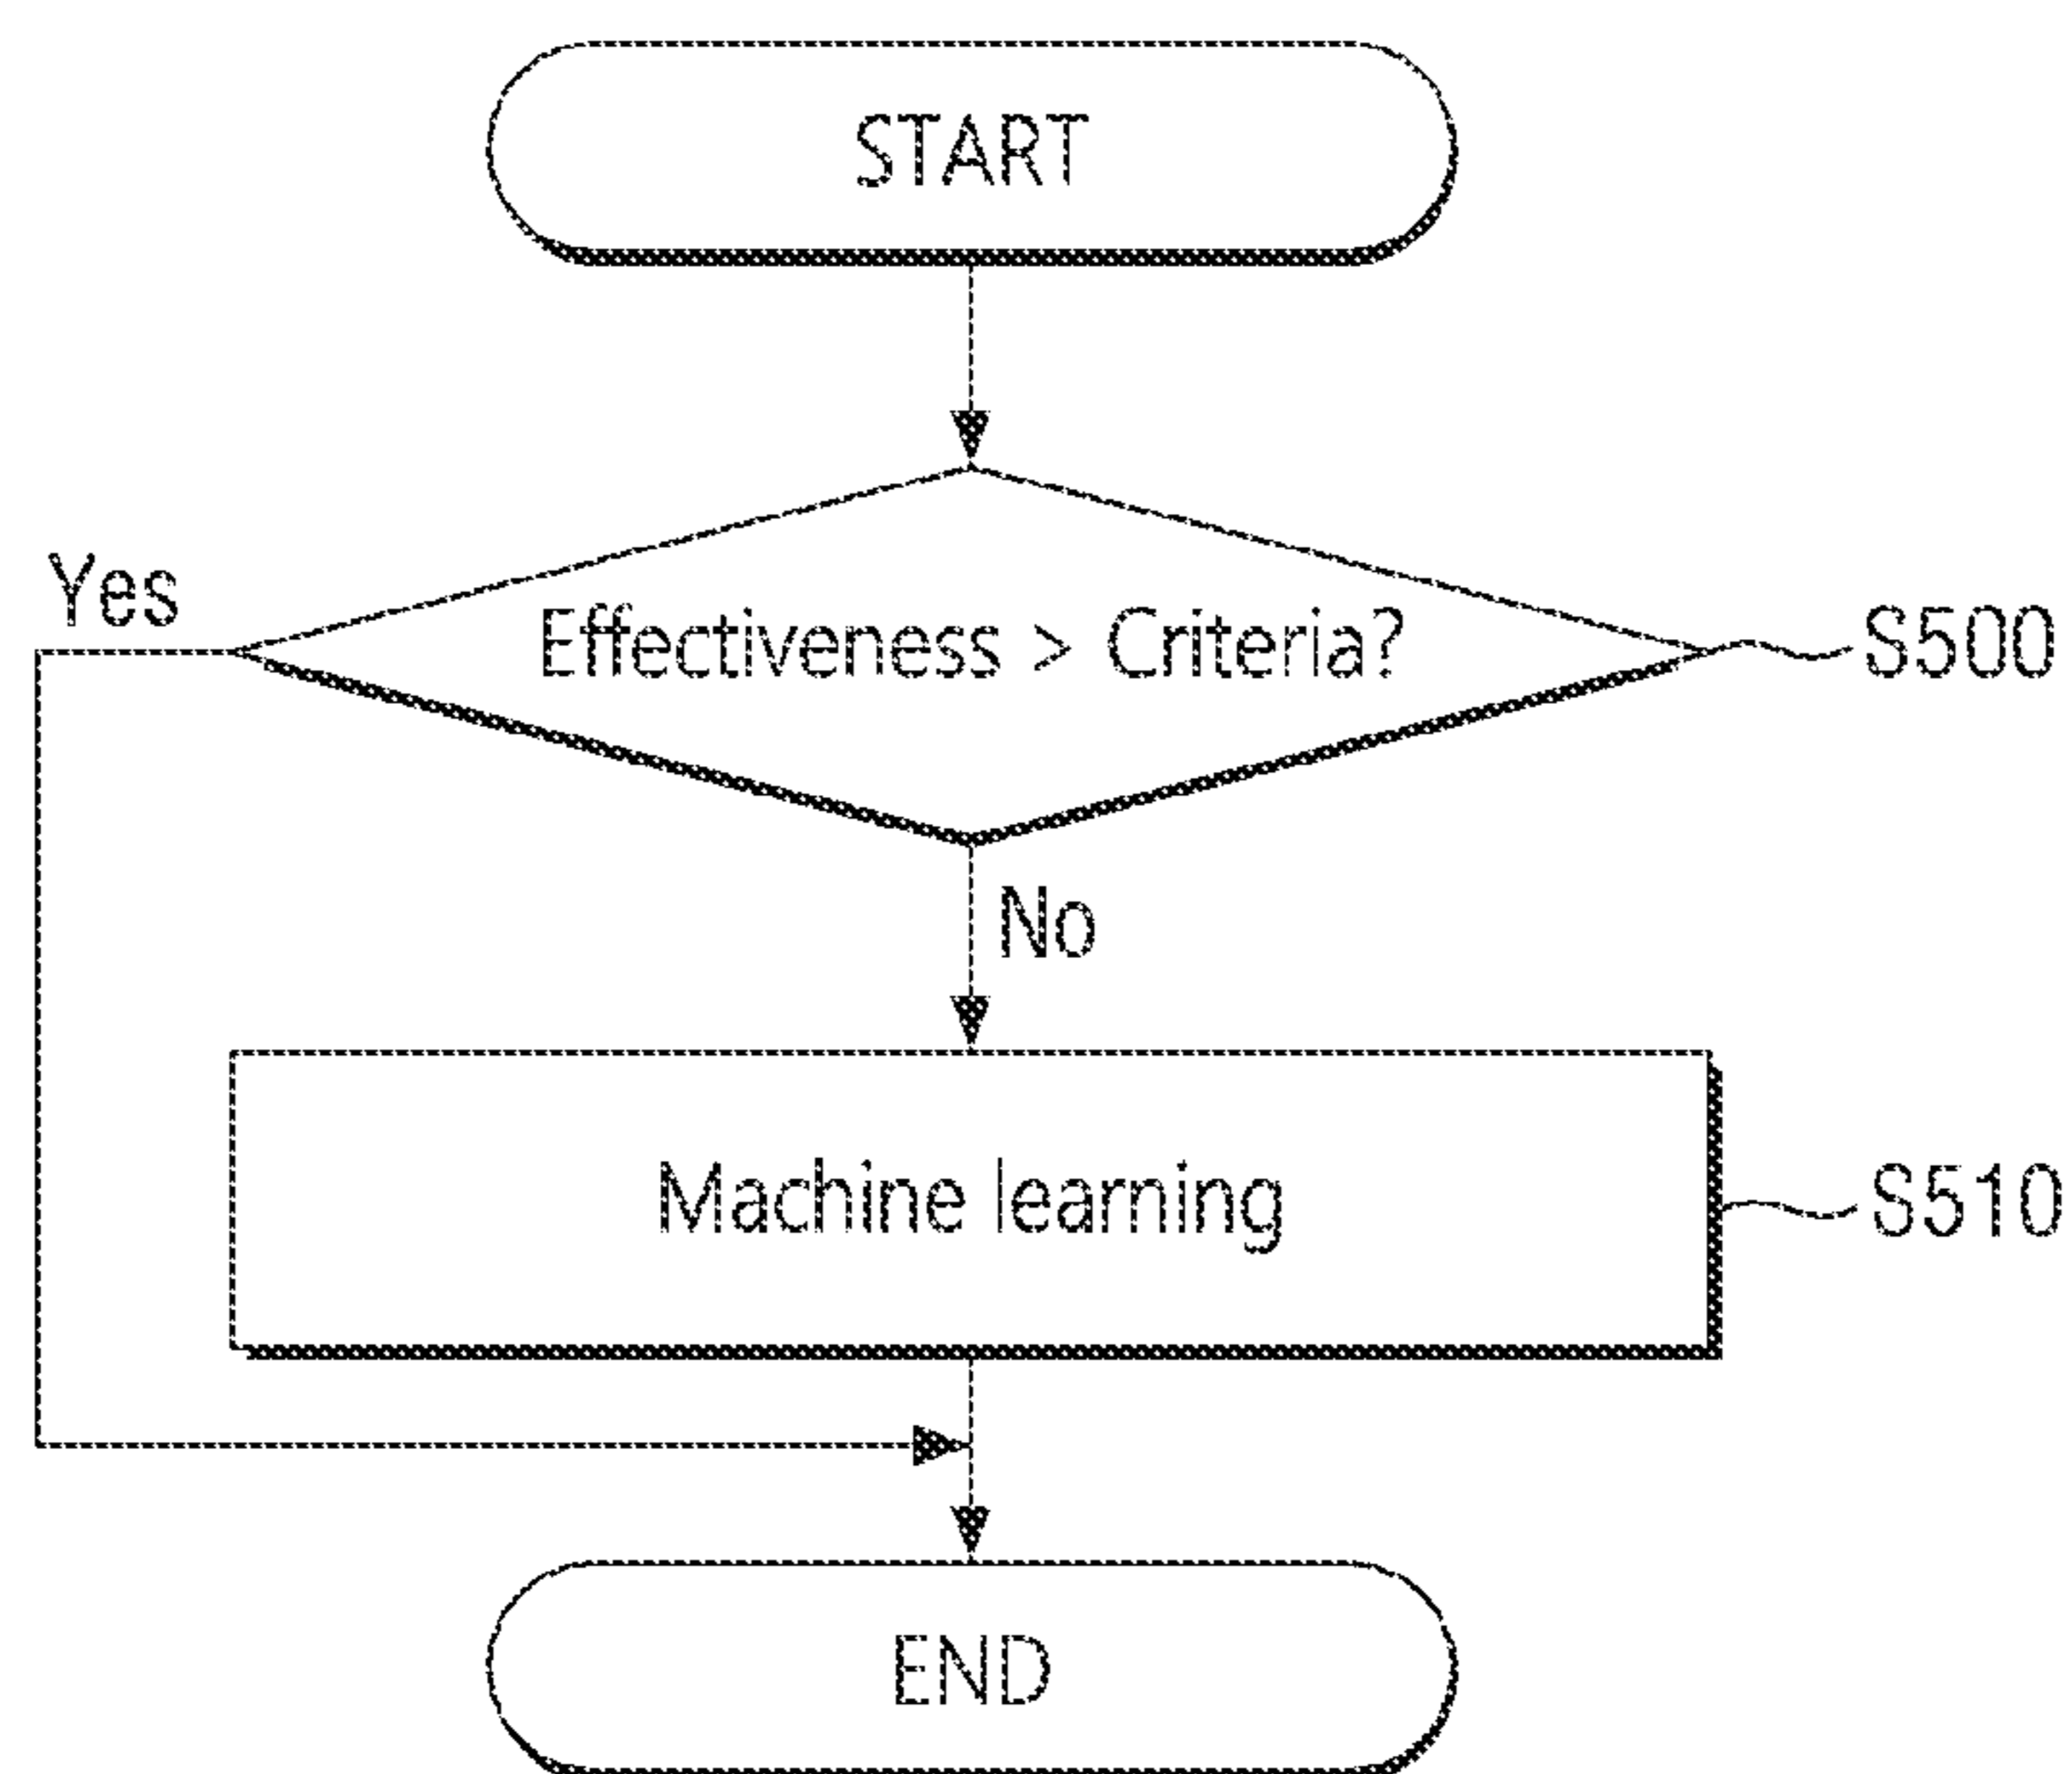 START
Yes
Effectiveness > Criteria?
S500
No
Machine learning
S510
END